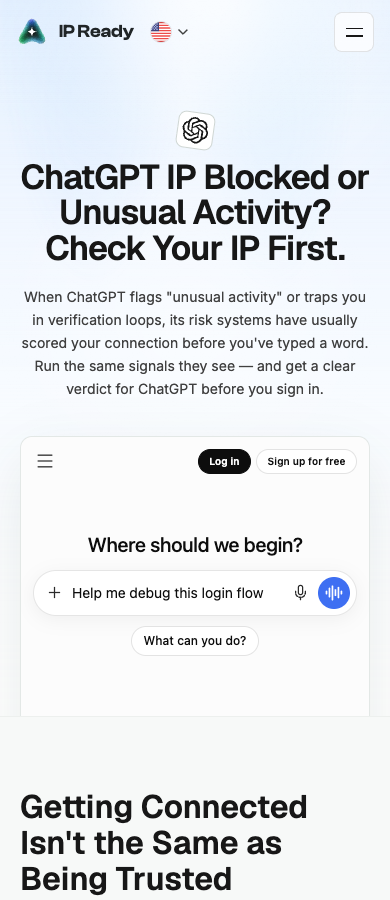 IP Ready
ChatGPT IP Blocked or
Unusual Activity?
Check Your IP First.
When ChatGPT flags "unusual activity" or traps you
in verification loops, its risk systems have usually
scored your connection before you've typed a word.
Run the same signals they see — and get a clear
verdict for ChatGPT before you sign in.
Log in
Sign up for free
Where should we begin?
Help me debug this login flow
What can you do?
Getting Connected
Isn't the Same as
Being Trusted